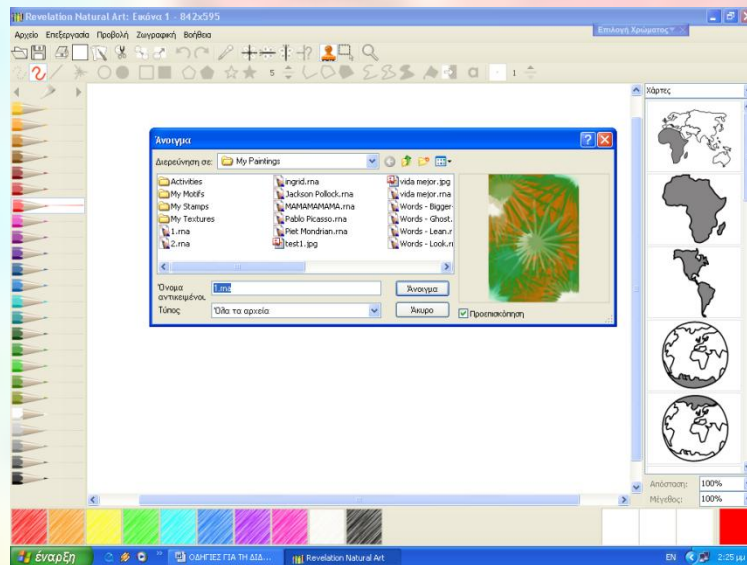 Revelation Natural Art: Εικόνα 1 - 842x595
Επιλογή Χρώματος
Αρχείο Επεξεργασία Προβολή Ζωγραφική Βοήθεια
5
1
Χάρτες
Άνοιγμα
Διερεύνηση σε: My Paintings
Activities
My Motifs
My Stamps
My Textures
1.rna
2.rna
ingrid.rna
Jackson Pollock.rna
MAMAMAMAMA.rna
Pablo Picasso.rna
Piet Mondrian.rna
test1.jpg
vida mejor.jpg
vida mejor.rna
Words - Bigger
Words - Ghost.
Words - Lean.r
Words - Look.r
Όνομα αντικειμένου 1.rna
Άνοιγμα
Τύπος Όλα τα αρχεία
Άκυρο
Προεπισκόπηση
Απόσταση: 100%
Μέγεθος: 100%
έναρξη
ΟΔΗΓΙΕΣ ΓΙΑ ΤΗ ΔΙΔ...
Revelation Natural Art
EN
2:25 μμ